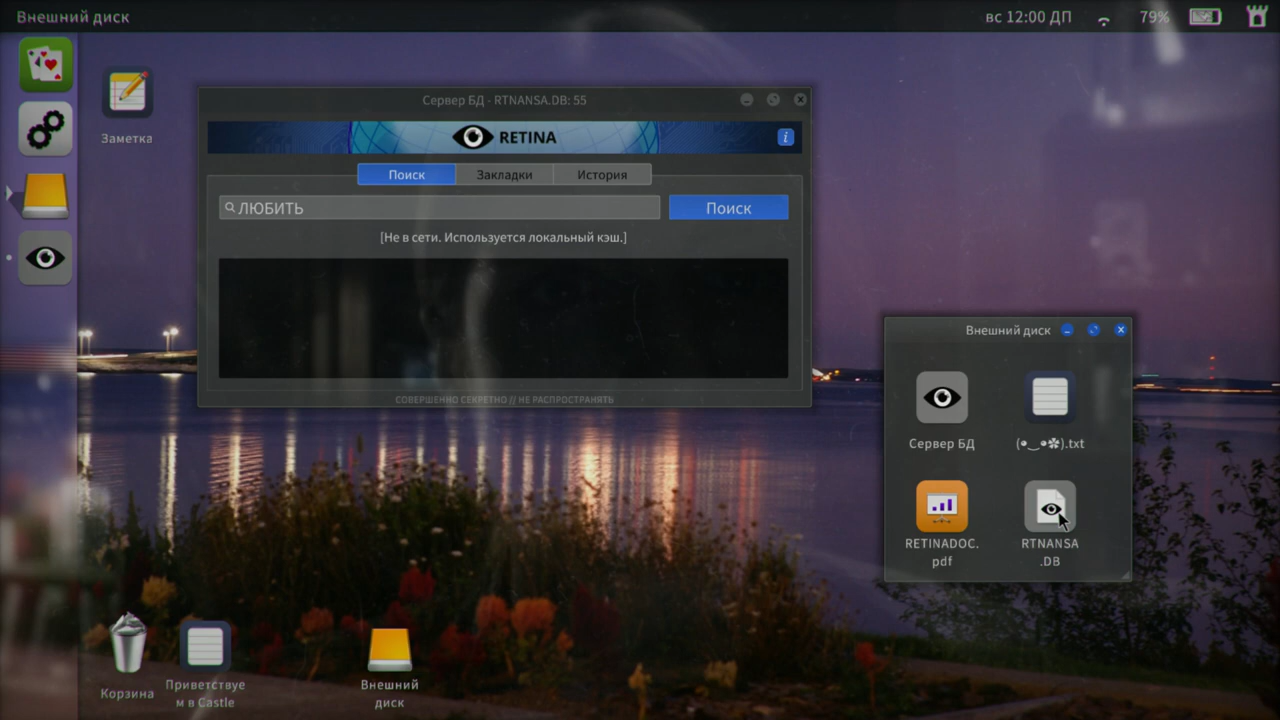 Внешний диск
вс 12:00 ДП
79%
Заметка
Сервер БД - RTNANSA.DB: 55
RETINA
i
Поиск
Закладки
История
ЛЮБИТЬ
Поиск
[Не в сети. Используется локальный кэш.]
СОВЕРШЕННО СЕКРЕТНО // НЕ РАСПРОСТРАНЯТЬ
Внешний диск
Сервер БД
(◕‿◕✿).txt
RETINADOC.
pdf
RTNANSA
.DB
Корзина
Приветствуе
м в Castle
Внешний
диск